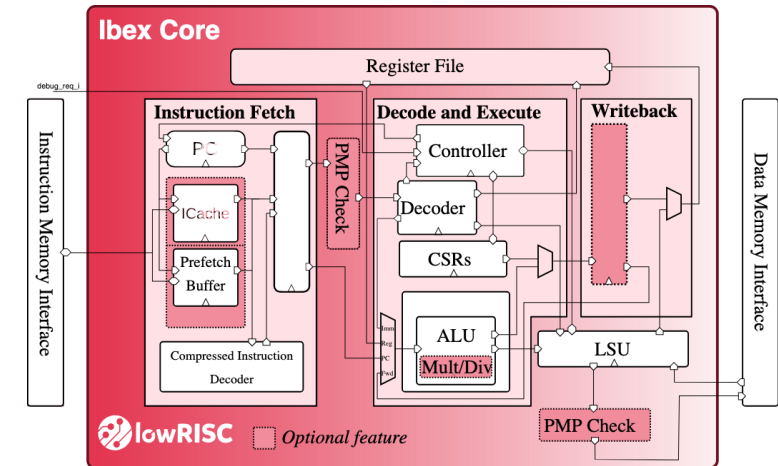 Ibex Core
Register File
debug_req_i
Instruction Memory Interface
Instruction Fetch
PC
ICache
Prefetch
Buffer
Compressed Instruction
Decoder
PMP Check
Decode and Execute
Controller
Decoder
CSRs
Imm
Reg
PC
Fwd
ALU
Mult/Div
Writeback
LSU
PMP Check
Data Memory Interface
lowRISC
Optional feature